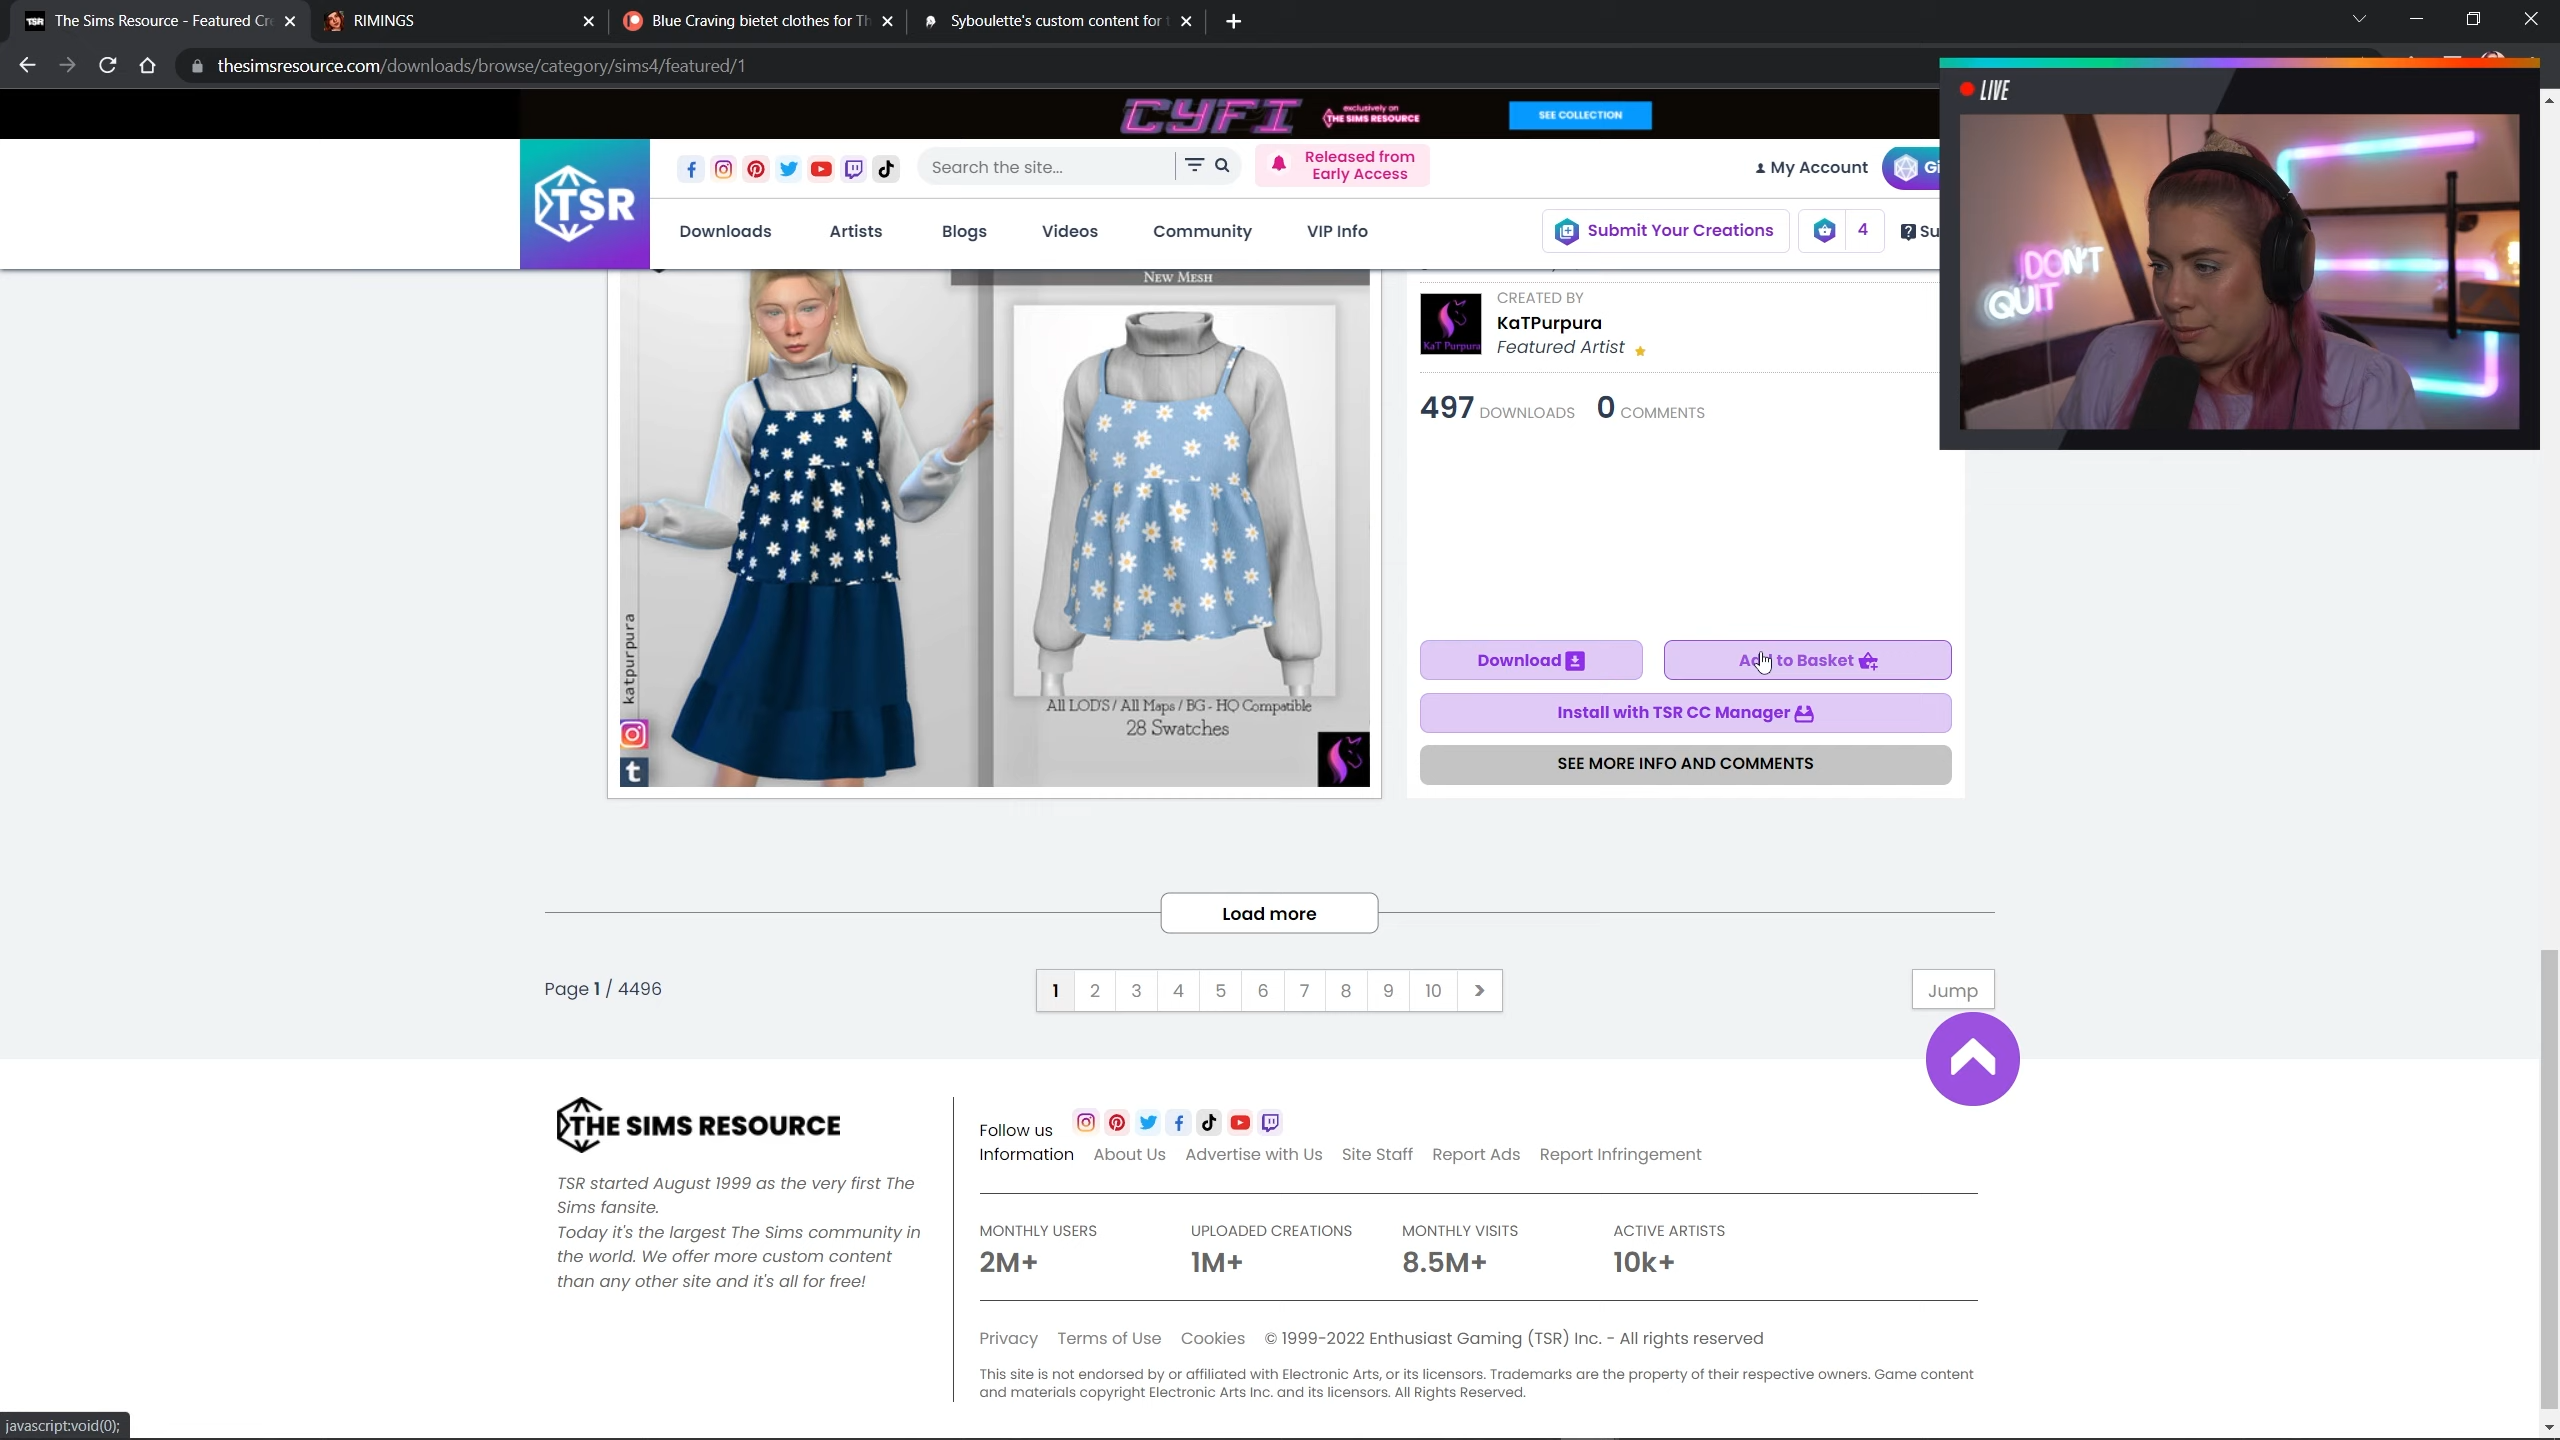 The Sims Resource - Featured Cre
RIMINGS
Blue Craving bietet clothes for Th
Syboulette's custom content for t
thesimsresource.com/downloads/browse/category/sims4/featured/1
LIVE
CYFI
exclusively on
THE SIMS RESOURCE
SEE COLLECTION
TSR
Search the site...
Released from
Early Access
My Account
Gi
Downloads
Artists
Blogs
Videos
Community
VIP Info
Submit Your Creations
4
Su
DON'T
QUIT
New Mesh
katpurpura
All LOD'S / All Maps / BG - HQ Compatible
28 Swatches
KaT Purpura
CREATED BY
KaTPurpura
Featured Artist
497 DOWNLOADS 0 COMMENTS
Download
Add to Basket
Install with TSR CC Manager
SEE MORE INFO AND COMMENTS
Load more
Page 1 / 4496
1 2 3 4 5 6 7 8 9 10 >
Jump
THE SIMS RESOURCE
TSR started August 1999 as the very first The
Sims fansite.
Today it's the largest The Sims community in
the world. We offer more custom content
than any other site and it's all for free!
Follow us
Information About Us Advertise with Us Site Staff Report Ads Report Infringement
MONTHLY USERS
2M+
UPLOADED CREATIONS
1M+
MONTHLY VISITS
8.5M+
ACTIVE ARTISTS
10k+
Privacy Terms of Use Cookies © 1999-2022 Enthusiast Gaming (TSR) Inc. - All rights reserved
This site is not endorsed by or affiliated with Electronic Arts, or its licensors. Trademarks are the property of their respective owners. Game content
and materials copyright Electronic Arts Inc. and its licensors. All Rights Reserved.
javascript:void(0);